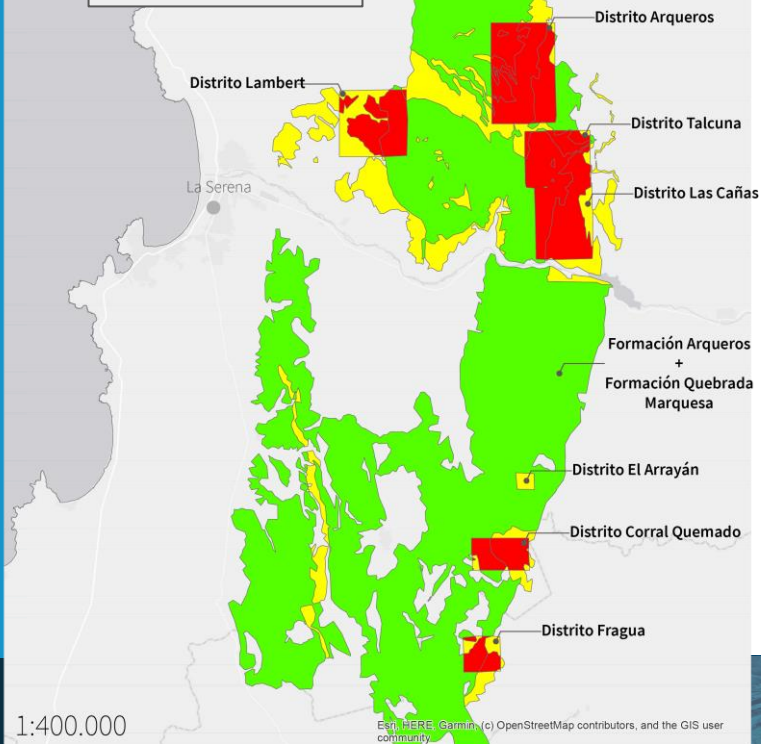 Distrito Arqueros
Distrito Lambert
Distrito Talcuna
La Serena
Distrito Las Cañas
Formación Arqueros
+
Formación Quebrada
Marquesa
Distrito El Arrayán
Distrito Corral Quemado
Distrito Fragua
1:400.000
Esri, HERE, Garmin, (c) OpenStreetMap contributors, and the GIS user
community